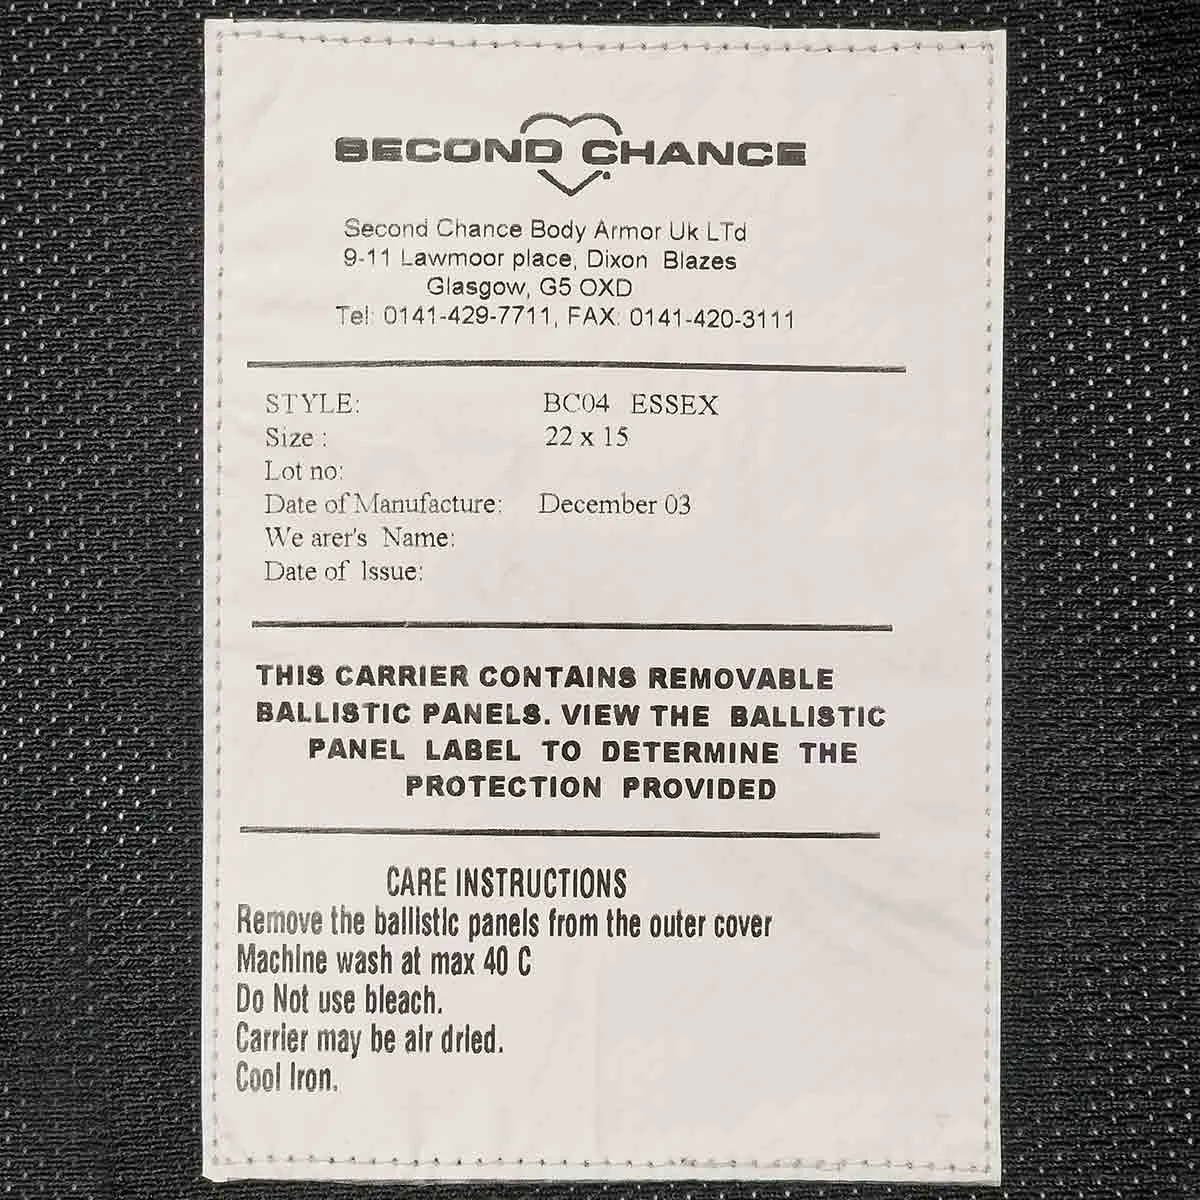 SECOND CHANCE
Second Chance Body Armor Uk LTd
9-11 Lawmoor place, Dixon Blazes
Glasgow, G5 OXD
Tel: 0141-429-7711, FAX: 0141-420-3111
STYLE: BC04 ESSEX
Size : 22 x 15
Lot no:
Date of Manufacture: December 03
We arer's Name:
Date of Issue:
THIS CARRIER CONTAINS REMOVABLE
BALLISTIC PANELS. VIEW THE BALLISTIC
PANEL LABEL TO DETERMINE THE
PROTECTION PROVIDED
CARE INSTRUCTIONS
Remove the ballistic panels from the outer cover
Machine wash at max 40 C
Do Not use bleach.
Carrier may be air dried.
Cool Iron.